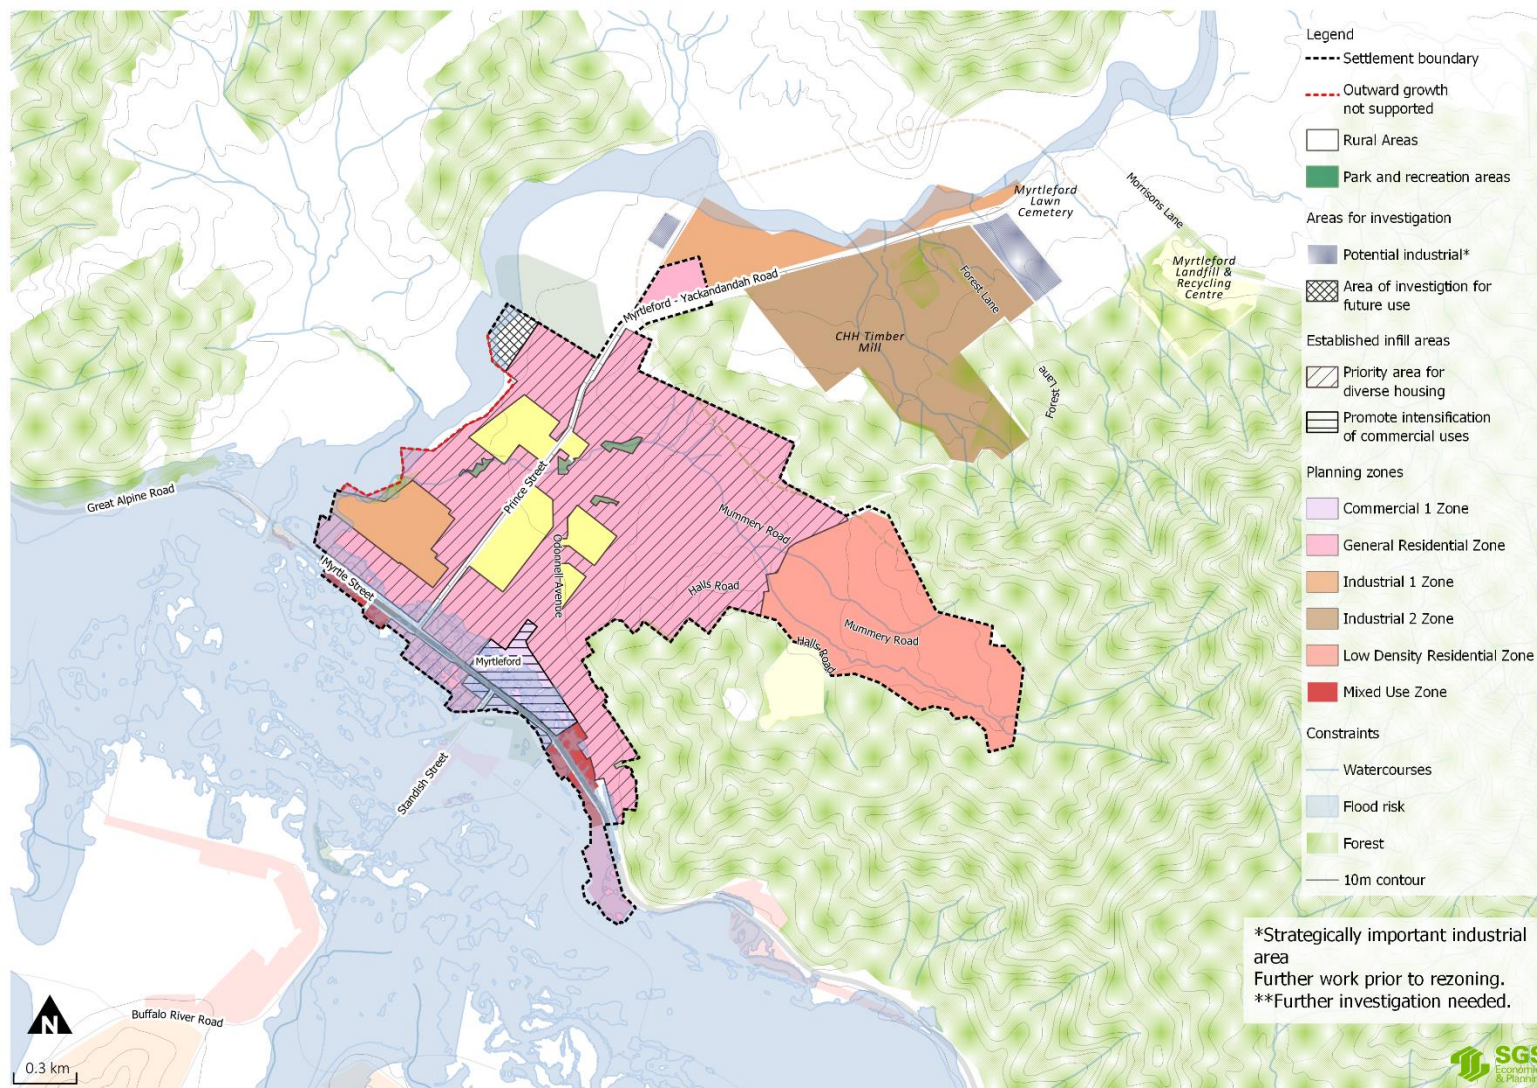 Legend
Settlement boundary
Outward growth
not supported
Rural Areas
Park and recreation areas
Areas for investigation
Potential industrial*
Area of investigtion for
future use
Established infill areas
Priority area for
diverse housing
Promote intensification
of commercial uses
Planning zones
Commercial 1 Zone
General Residential Zone
Industrial 1 Zone
Industrial 2 Zone
Low Density Residential Zone
Mixed Use Zone
Constraints
Watercourses
Flood risk
Forest
10m contour
*Strategically important industrial
area
Further work prior to rezoning.
**Further investigation needed.
Myrtleford
Lawn
Cemetery
Morrisons Lane
Myrtleford
Landfill &
Recycling
Centre
Myrtleford - Yackandandah Road
Forest Lane
CHH Timber
Mill
Forest Lane
Great Alpine Road
Prince Street
Mummery Road
Odonnell Avenue
Myrtle Street
Halls Road
Mummery Road
Halls Road
Myrtleford
Standish Street
Buffalo River Road
N
0.3 km
SGS
Economics
& Planning